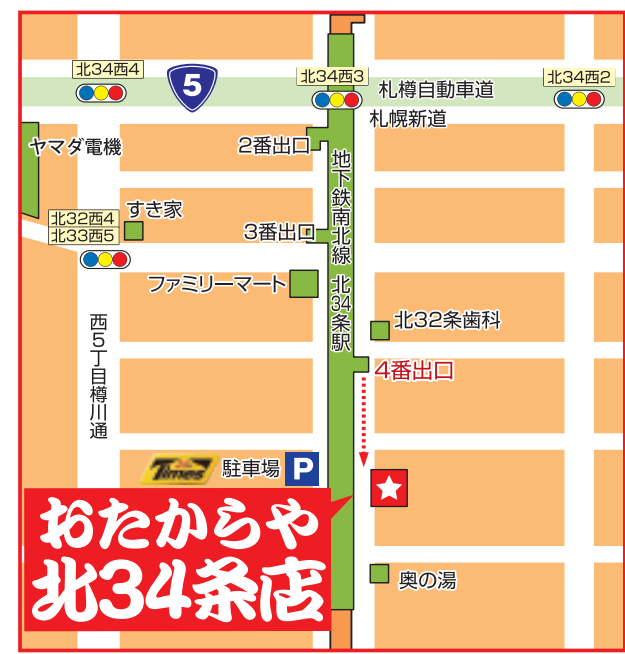 北34西4
5
北34西3
北34西2
札樽自動車道
札幌新道
ヤマダ電機
2番出口
地下鉄南北線 北34条駅
すき家
北32西4
北33西5
3番出口
ファミリーマート
北32条歯科
西5丁目樽川通
4番出口
Times
駐車場
P
おたからや
北34条店
奥の湯